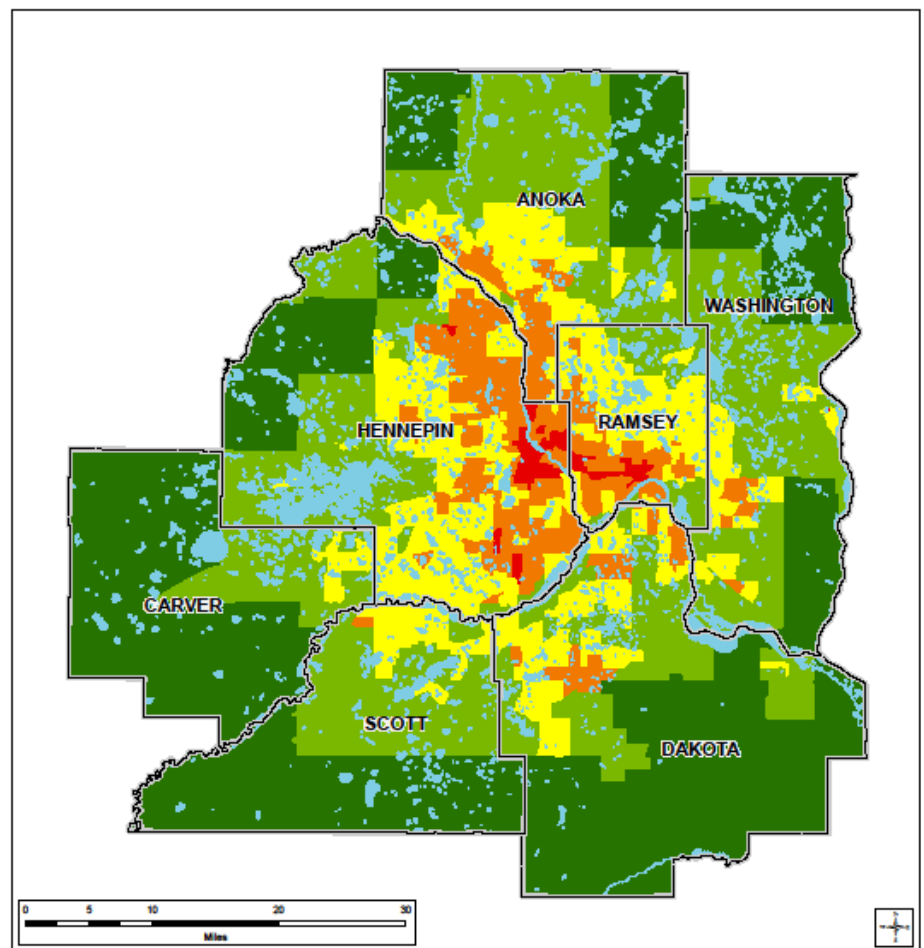 ANOKA
WASHINGTON
HENNEPIN
RAMSEY
CARVER
SCOTT
DAKOTA
0 5 10 20 30
Miles